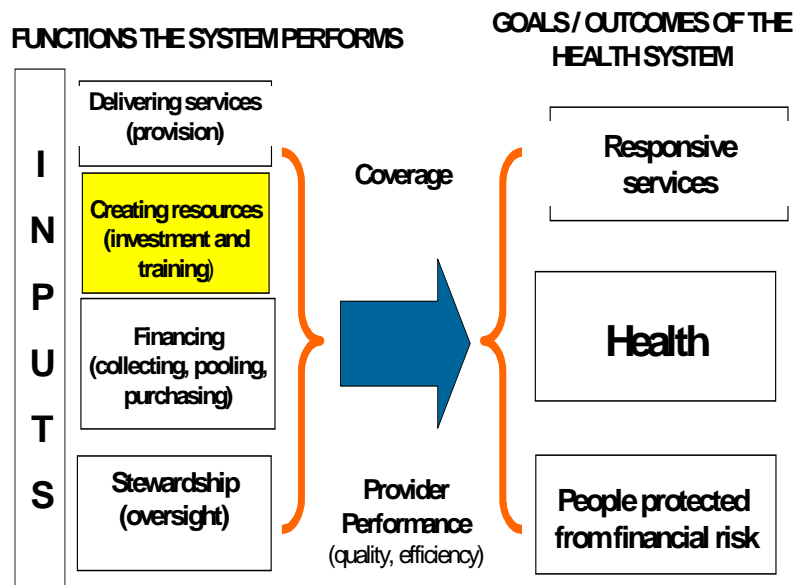 FUNCTIONS THE SYSTEM PERFORMS
GOALS / OUTCOMES OF THE
HEALTH SYSTEM
I
N
P
U
T
S
Delivering services
(provision)
Creating resources
(investment and
training)
Financing
(collecting, pooling,
purchasing)
Stewardship
(oversight)
Coverage
Provider
Performance
(quality, efficiency)
Responsive
services
Health
People protected
from financial risk